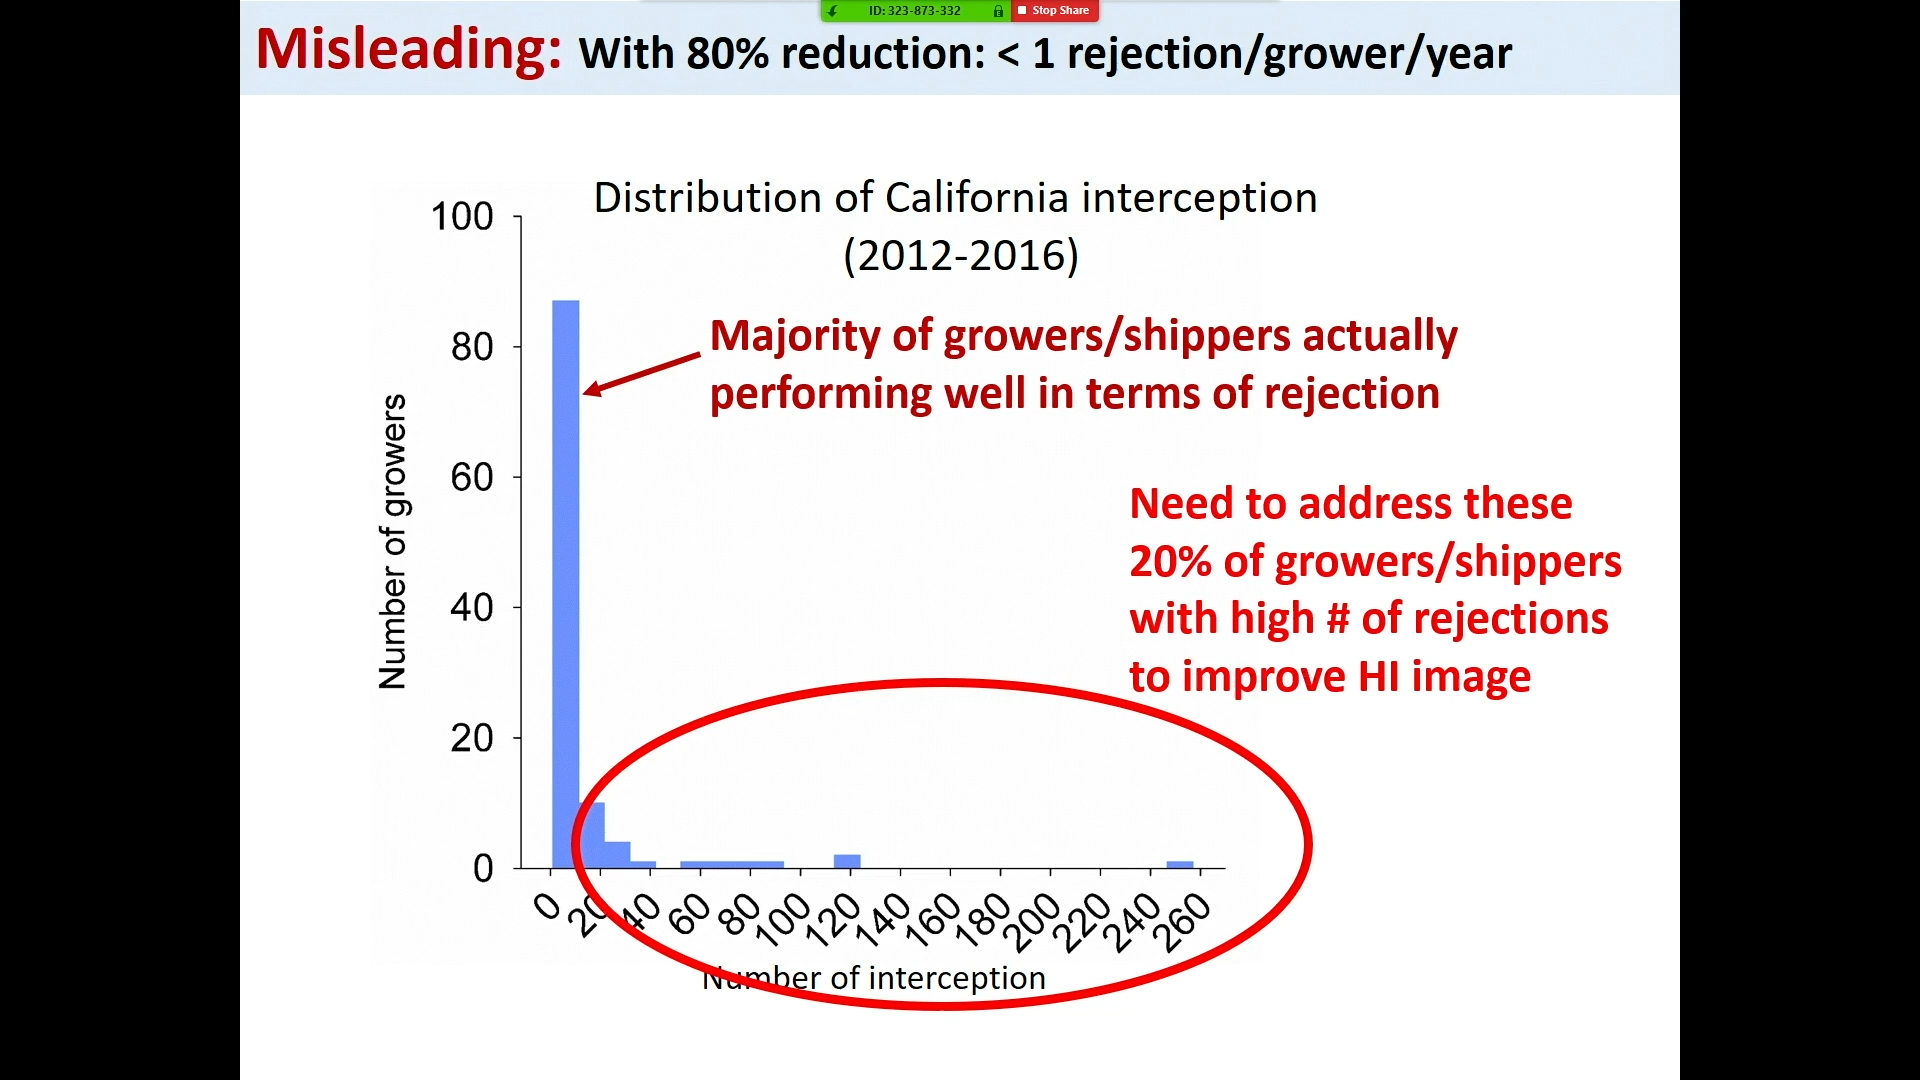 ID: 323-873-332
Stop Share
Misleading: With 80% reduction: < 1 rejection/grower/year
Distribution of California interception
(2012-2016)
Majority of growers/shippers actually
performing well in terms of rejection
Need to address these
20% of growers/shippers
with high # of rejections
to improve HI image
Number of growers
100
80
60
40
20
0
0 20 40 60 80 100 120 140 160 180 200 220 240 260
Number of interception